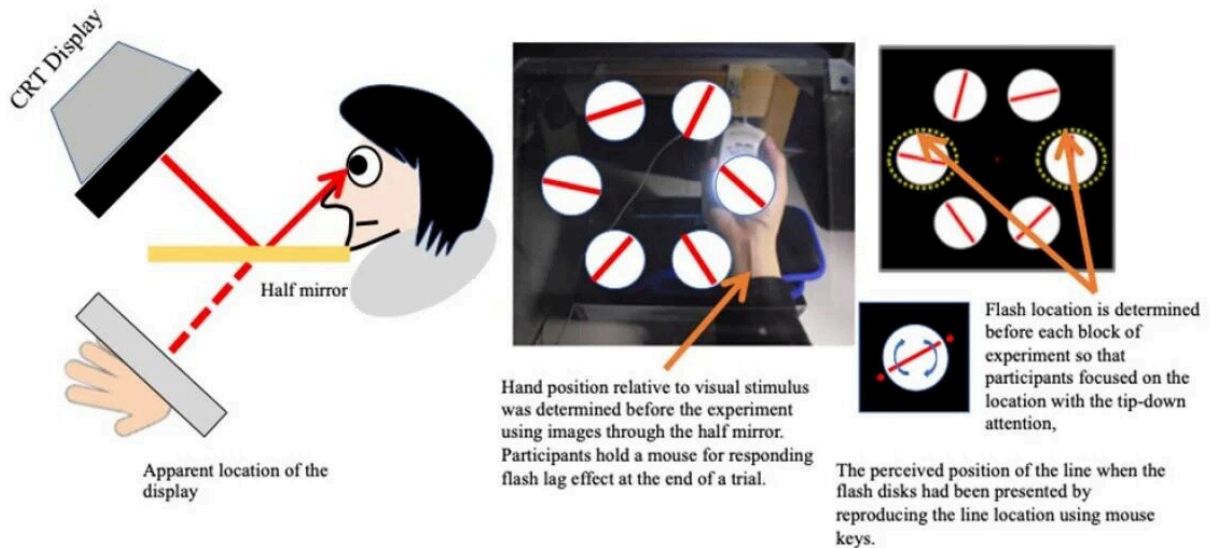 CRT Display
Half mirror
Apparent location of the
display
Hand position relative to visual stimulus
was determined before the experiment
using images through the half mirror.
Participants hold a mouse for responding
flash lag effect at the end of a trial.
Flash location is determined
before each block of
experiment so that
participants focused on the
location with the tip-down
attention,
The perceived position of the line when the
flash disks had been presented by
reproducing the line location using mouse
keys.